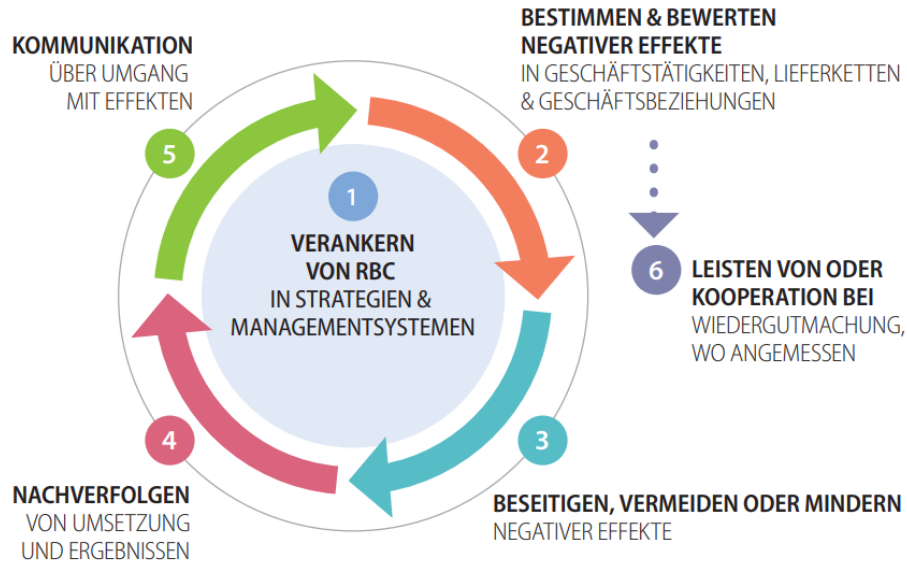 1
VERANKERN
VON RBC
IN STRATEGIEN &
MANAGEMENTSYSTEMEN
2
BESTIMMEN & BEWERTEN
NEGATIVER EFFEKTE
IN GESCHÄFTSTÄTIGKEITEN, LIEFERKETTEN
& GESCHÄFTSBEZIEHUNGEN
3
BESEITIGEN, VERMEIDEN ODER MINDERN
NEGATIVER EFFEKTE
4
NACHVERFOLGEN
VON UMSETZUNG
UND ERGEBNISSEN
5
KOMMUNIKATION
ÜBER UMGANG
MIT EFFEKTEN
6
LEISTEN VON ODER
KOOPERATION BEI
WIEDERGUTMACHUNG,
WO ANGEMESSEN